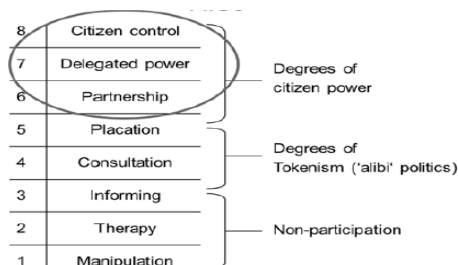 8 Citizen control
7 Delegated power
6 Partnership
Degrees of
citizen power
5 Placation
4 Consultation
Degrees of
Tokenism ('alibi' politics)
3 Informing
2 Therapy
1 Manipulation
Non-participation